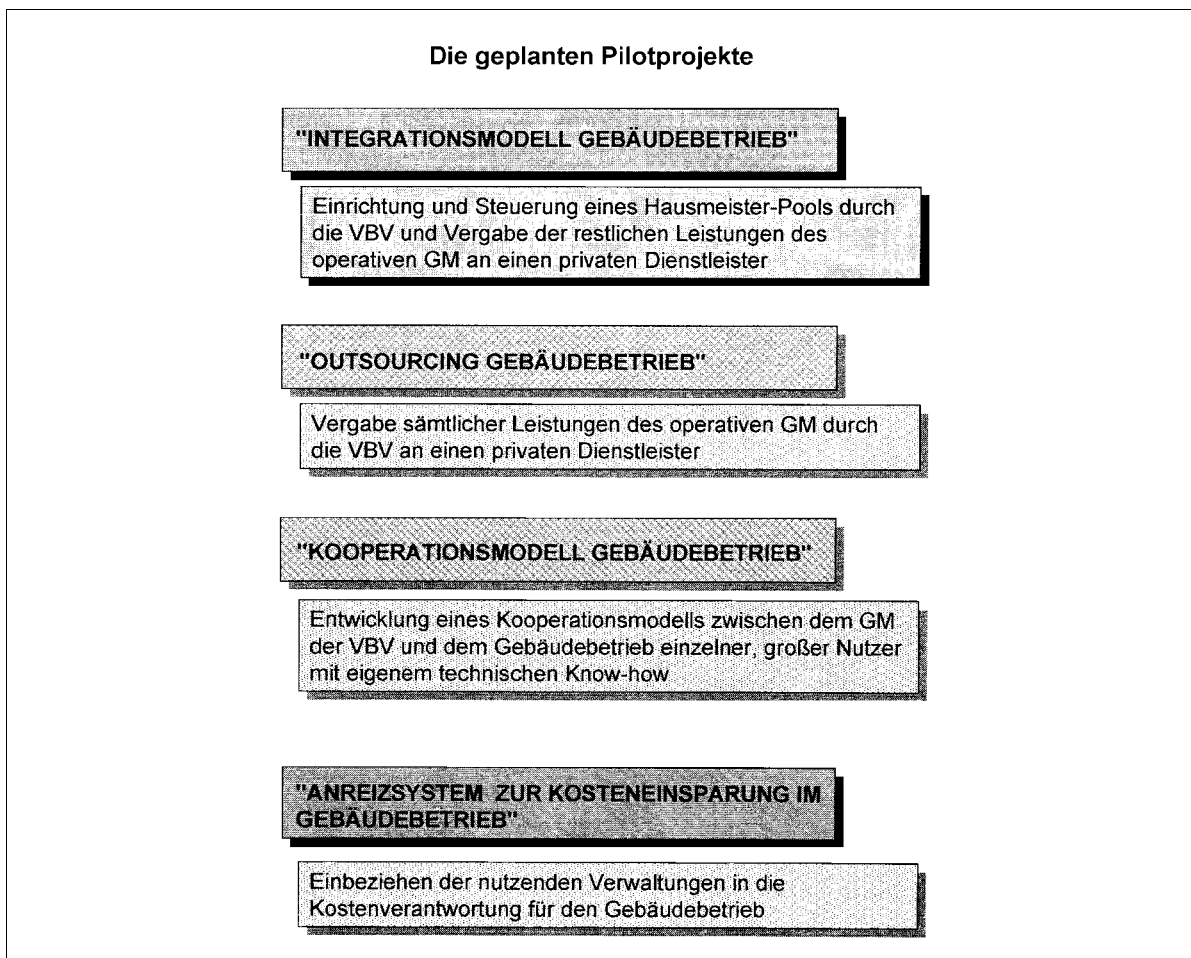 Die geplanten Pilotprojekte
"INTEGRATIONSMODELL GEBÄUDEBETRIEB"
Einrichtung und Steuerung eines Hausmeister-Pools durch
die VBV und Vergabe der restlichen Leistungen des
operativen GM an einen privaten Dienstleister
"OUTSOURCING GEBÄUDEBETRIEB"
Vergabe sämtlicher Leistungen des operativen GM durch
die VBV an einen privaten Dienstleister
"KOOPERATIONSMODELL GEBÄUDEBETRIEB"
Entwicklung eines Kooperationsmodells zwischen dem GM
der VBV und dem Gebäudebetrieb einzelner, großer Nutzer
mit eigenem technischen Know-how
"ANREIZSYSTEM ZUR KOSTENEINSPARUNG IM
GEBÄUDEBETRIEB"
Einbeziehen der nutzenden Verwaltungen in die
Kostenverantwortung für den Gebäudebetrieb